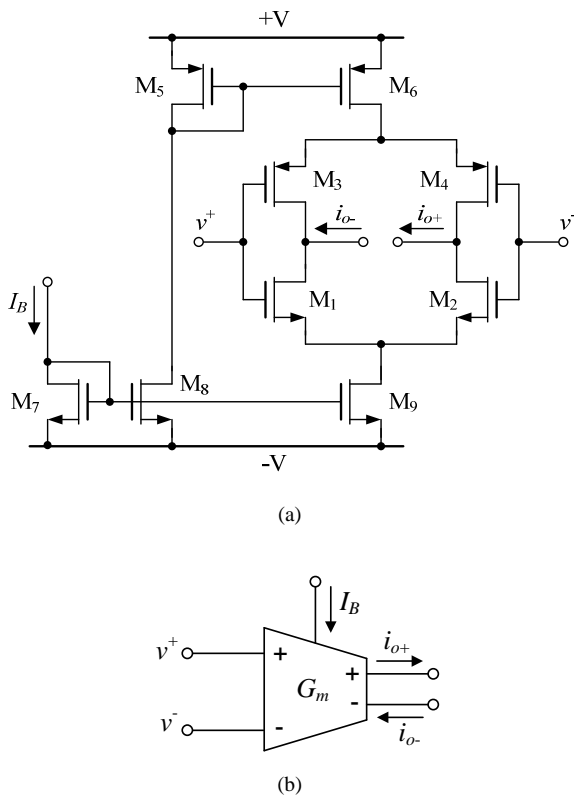 +V
M5
M6
M3
M4
v+
io-
io+
v-
M1
M2
IB
M7
M8
M9
-V
(a)
IB
v+
+
+
io+
Gm
v-
-
-
io-
(b)